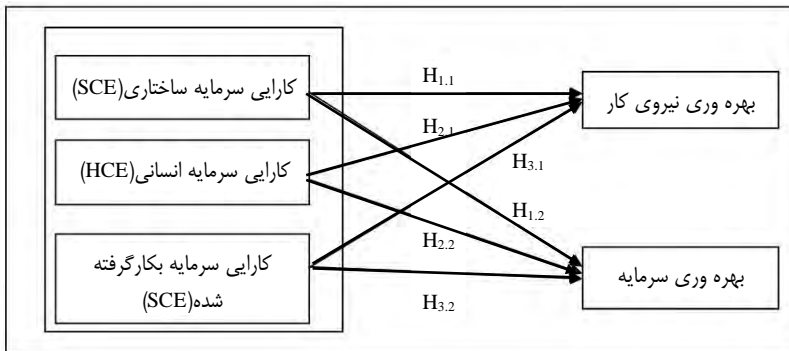 کارایی سرمایه ساختاری(SCE)
کارایی سرمایه انسانی(HCE)
کارایی سرمایه بکارگرفته
شده(SCE)
H1.1
H2.1
H3.1
H1.2
H2.2
H3.2
بهره وری نیروی کار
بهره وری سرمایه